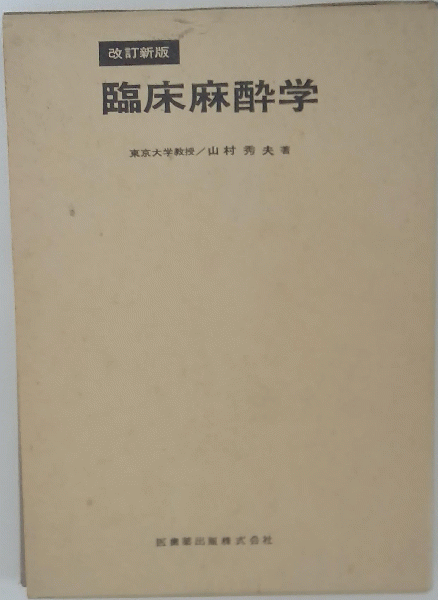 改訂新版
臨床麻酔学
東京大学教授/山村 秀夫 著
医歯薬出版株式会社